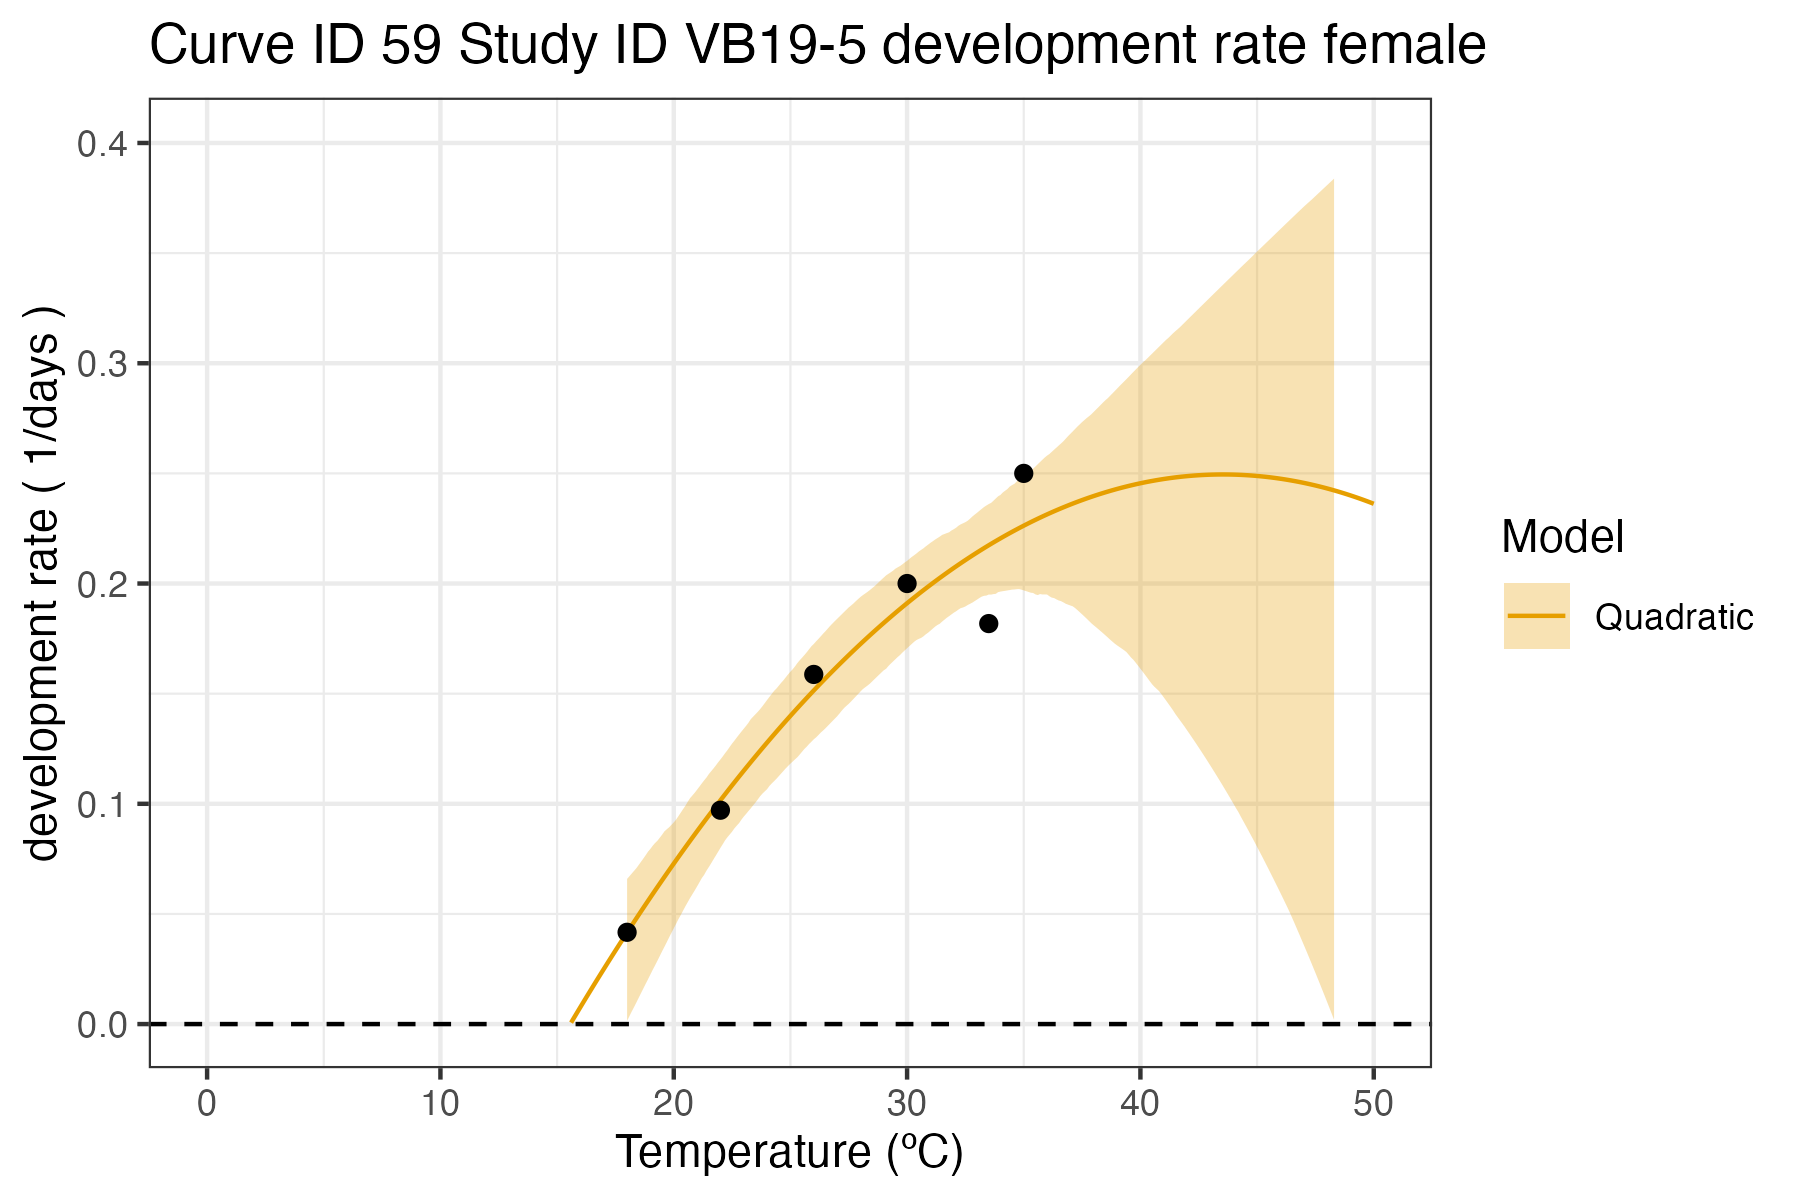 Curve ID 59 Study ID VB19-5 development rate female
development rate ( 1/days )
0.4
0.3
0.2
0.1
0.0
0 10 20 30 40 50
Temperature (ºC)
Model
Quadratic